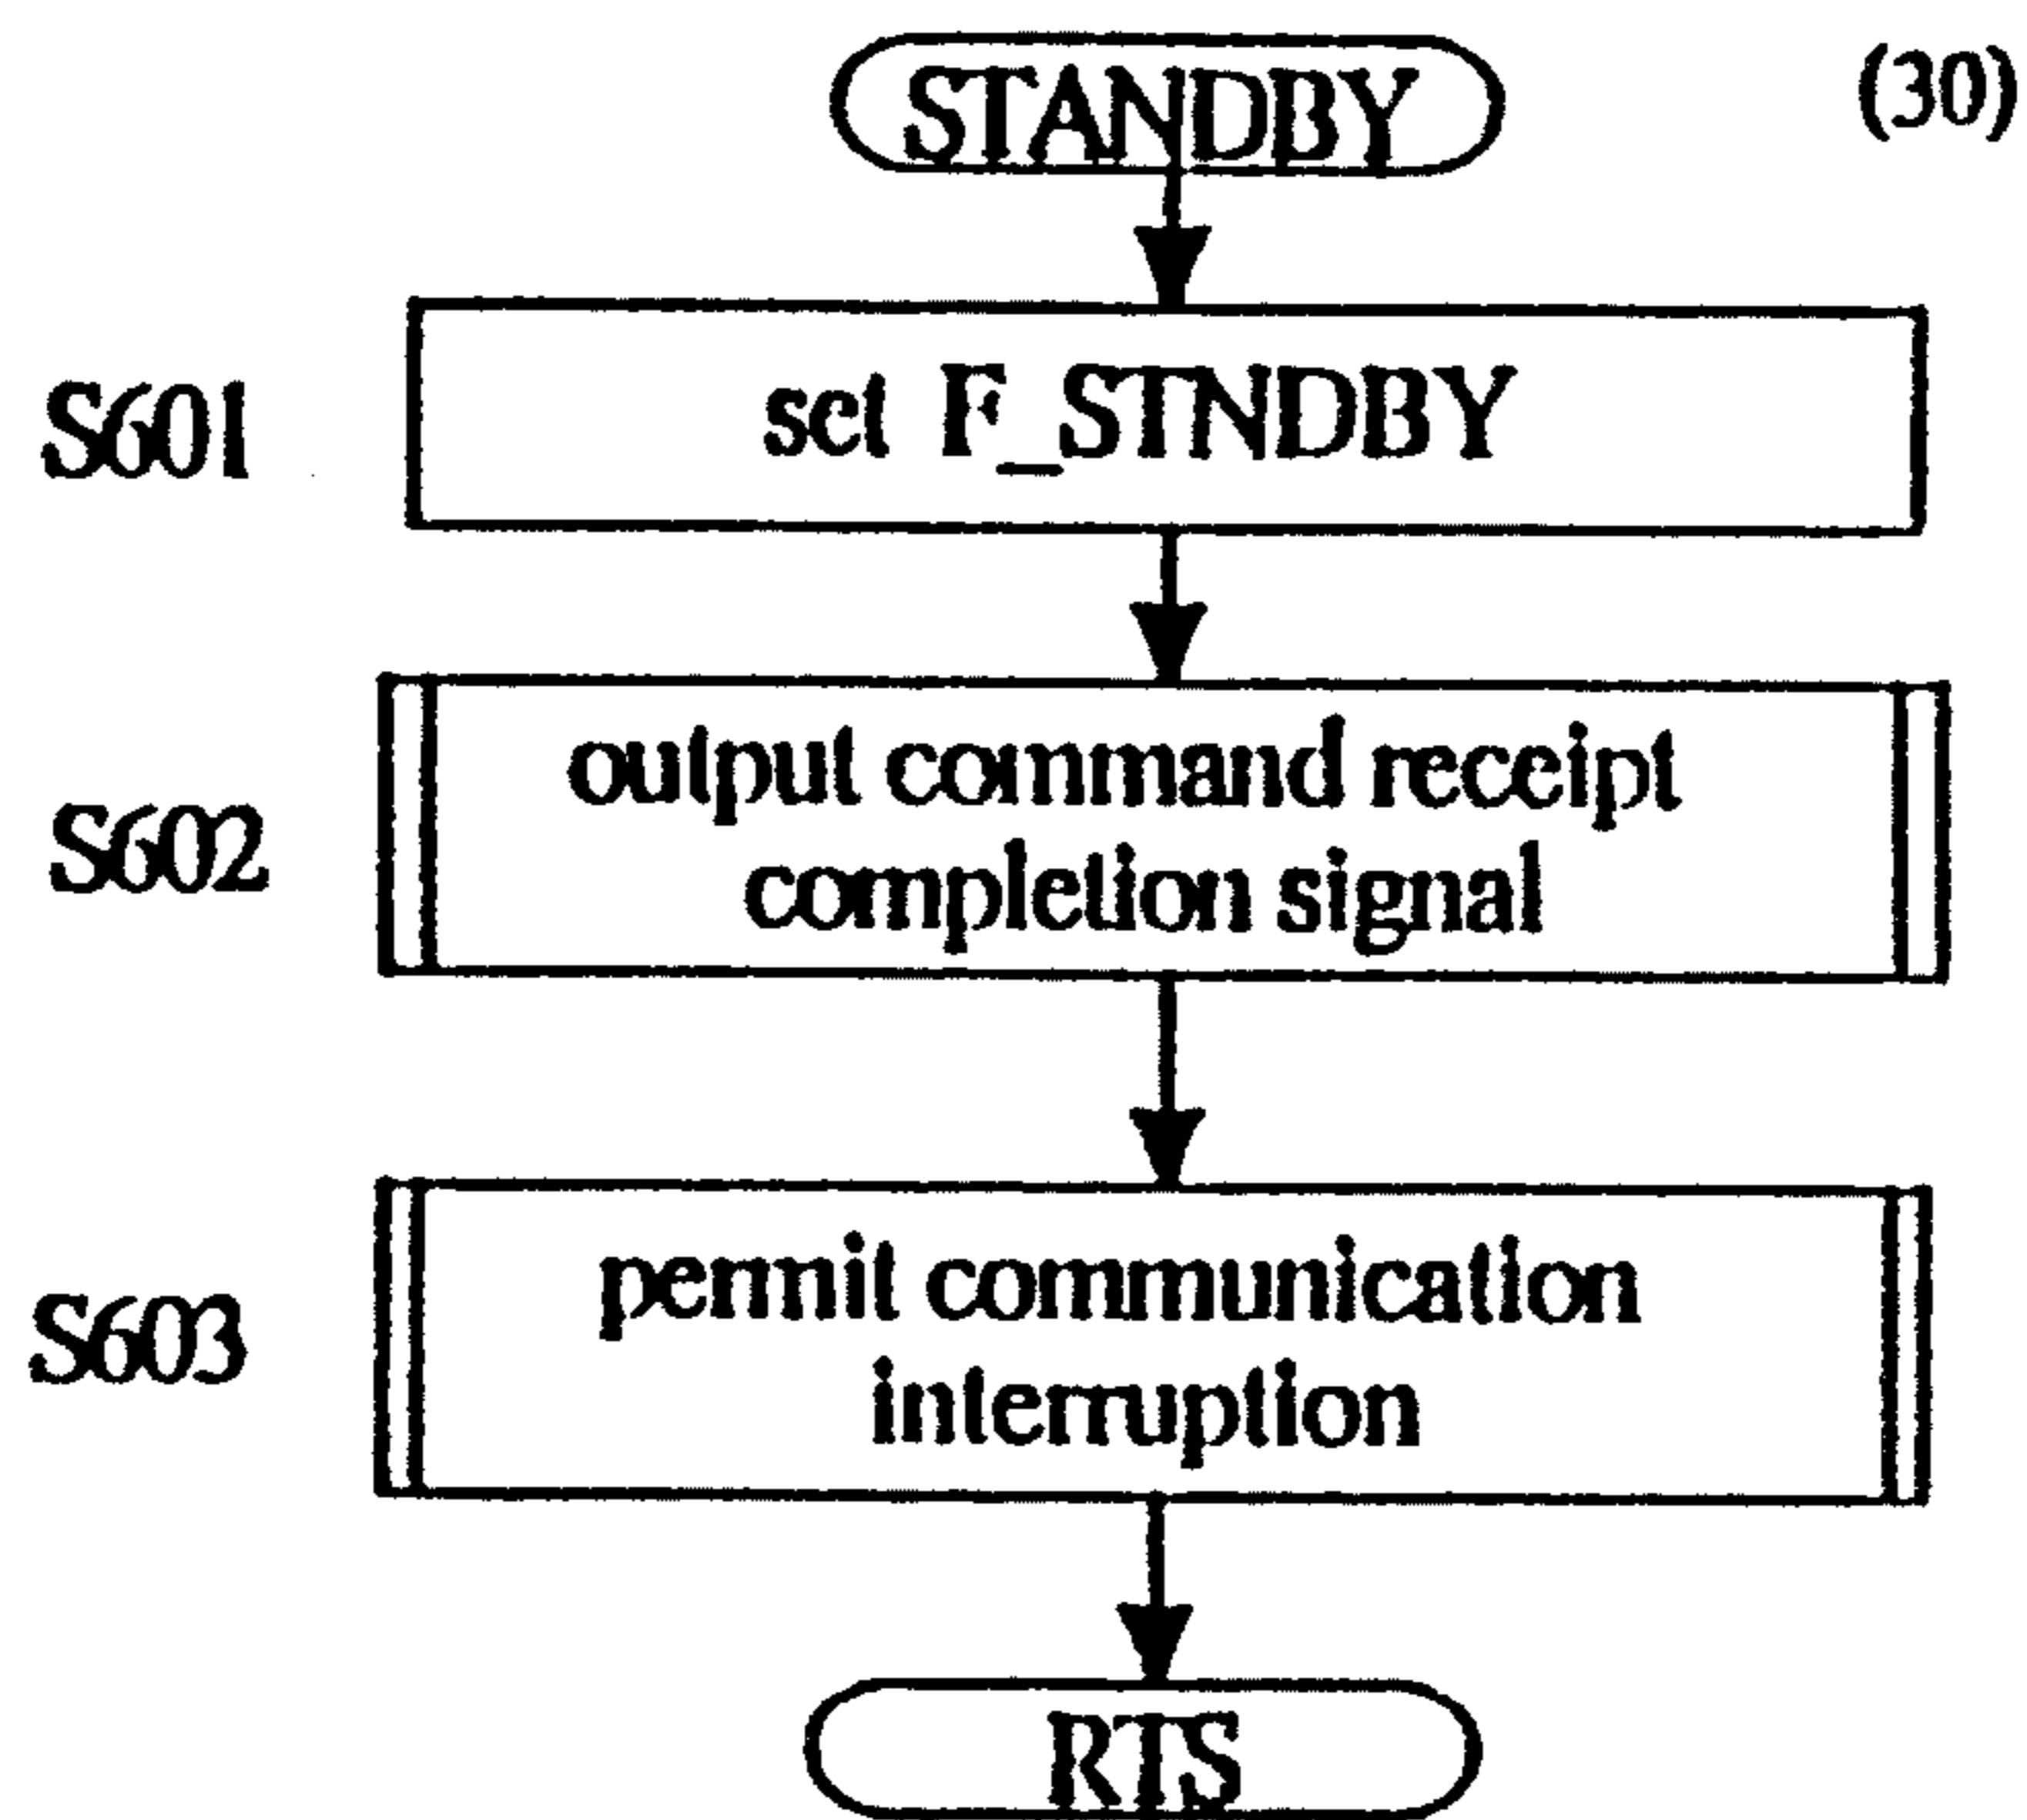 STANDBY
(30)
S601
set F_STNDBY
S602
output command receipt
completion signal
S603
permit communication
interruption
RTS